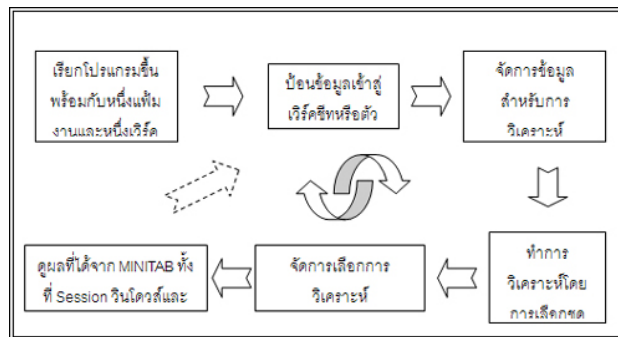 เรียกโปรแกรมขึ้น
พร้อมกับหนึ่งแฟ้ม
งานและหนึ่งเวิร์ค
ป้อนข้อมูลเข้าสู่
เวิร์คชีทหรือตัว
จัดการข้อมูล
สำหรับการ
วิเคราะห์
ดูผลที่ได้จาก MINITAB ทั้ง
ที่ Session วินโดวส์และ
จัดการเลือกการ
วิเคราะห์
ทำการ
วิเคราะห์โดย
การเลือกชุด